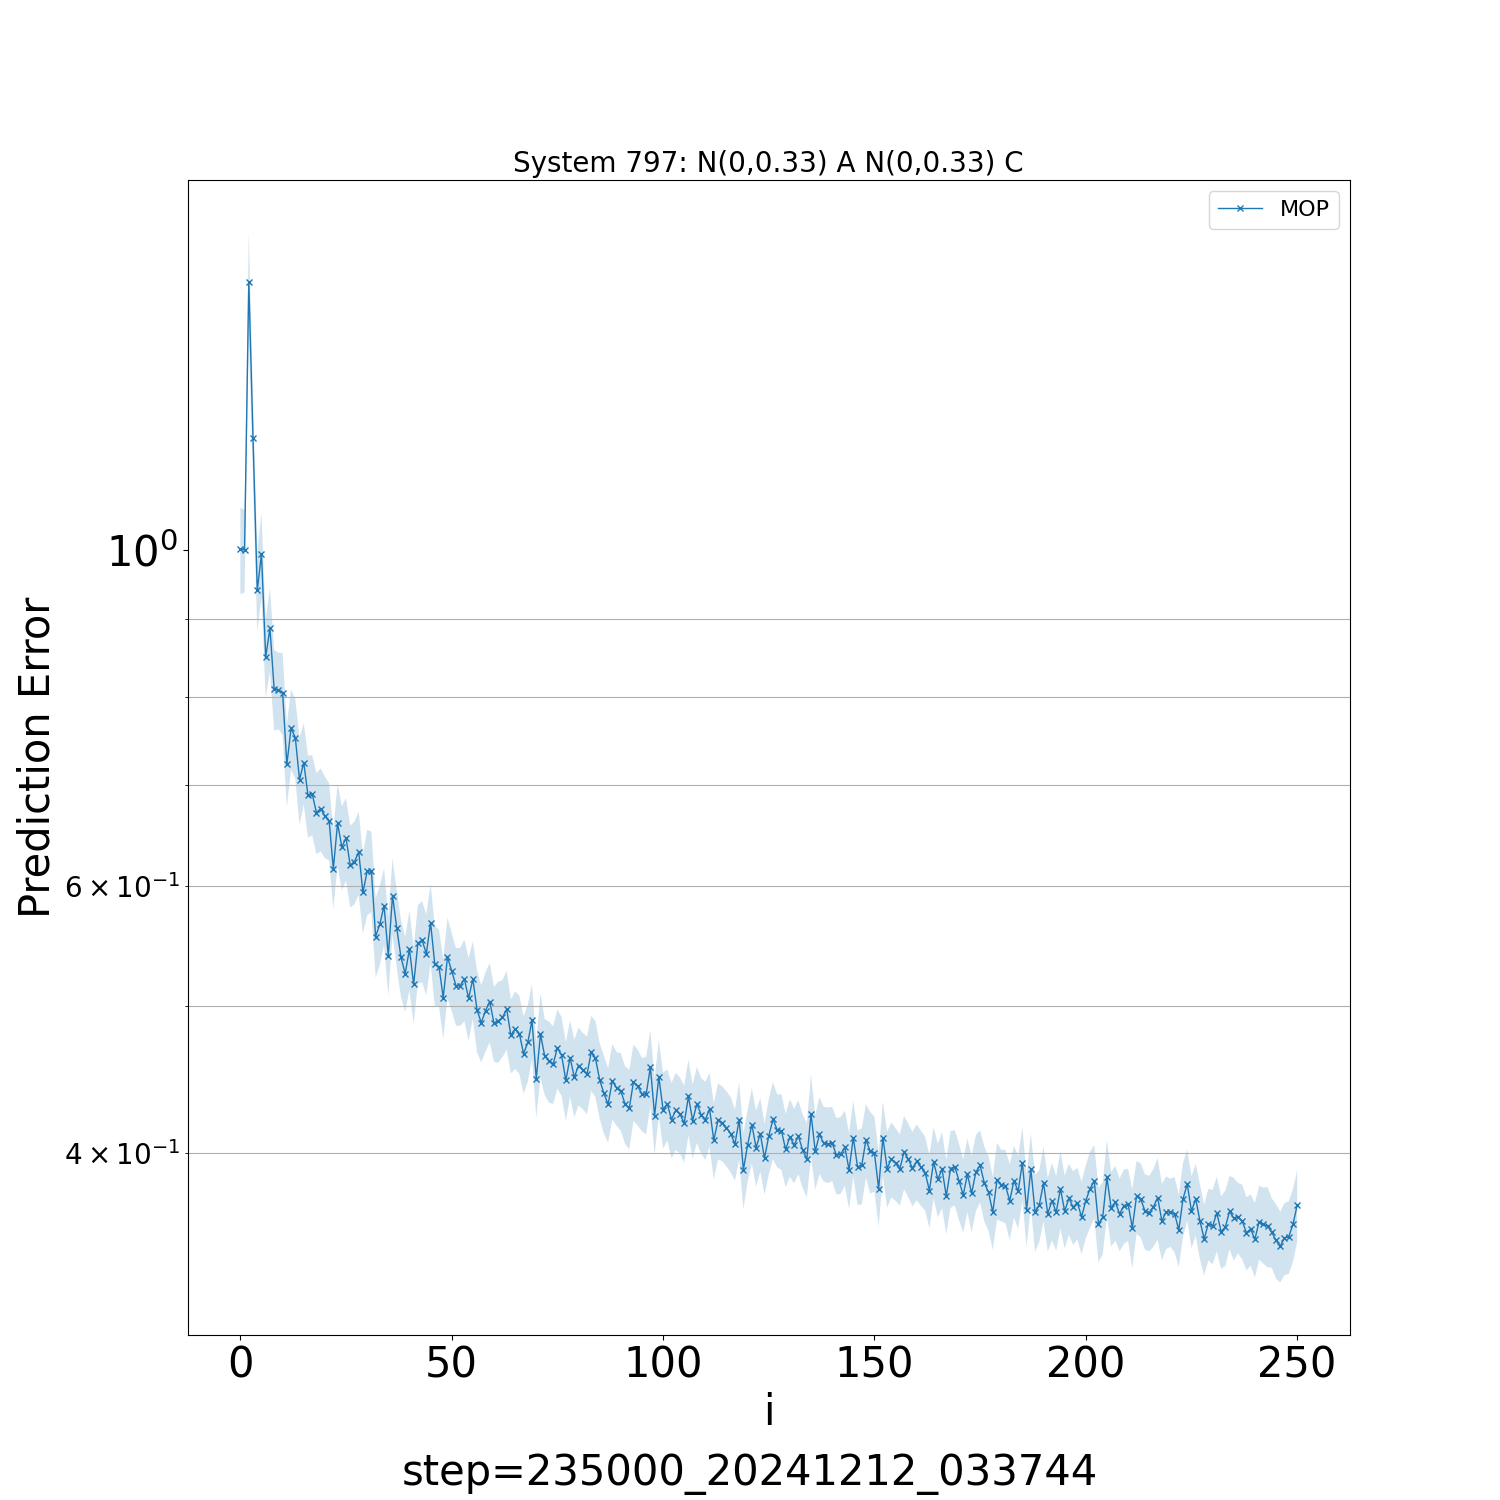 System 797: N(0,0.33) A N(0,0.33) C
MOP
Prediction Error
10⁰
6 × 10⁻¹
4 × 10⁻¹
0 50 100 150 200 250
i
step=235000_20241212_033744